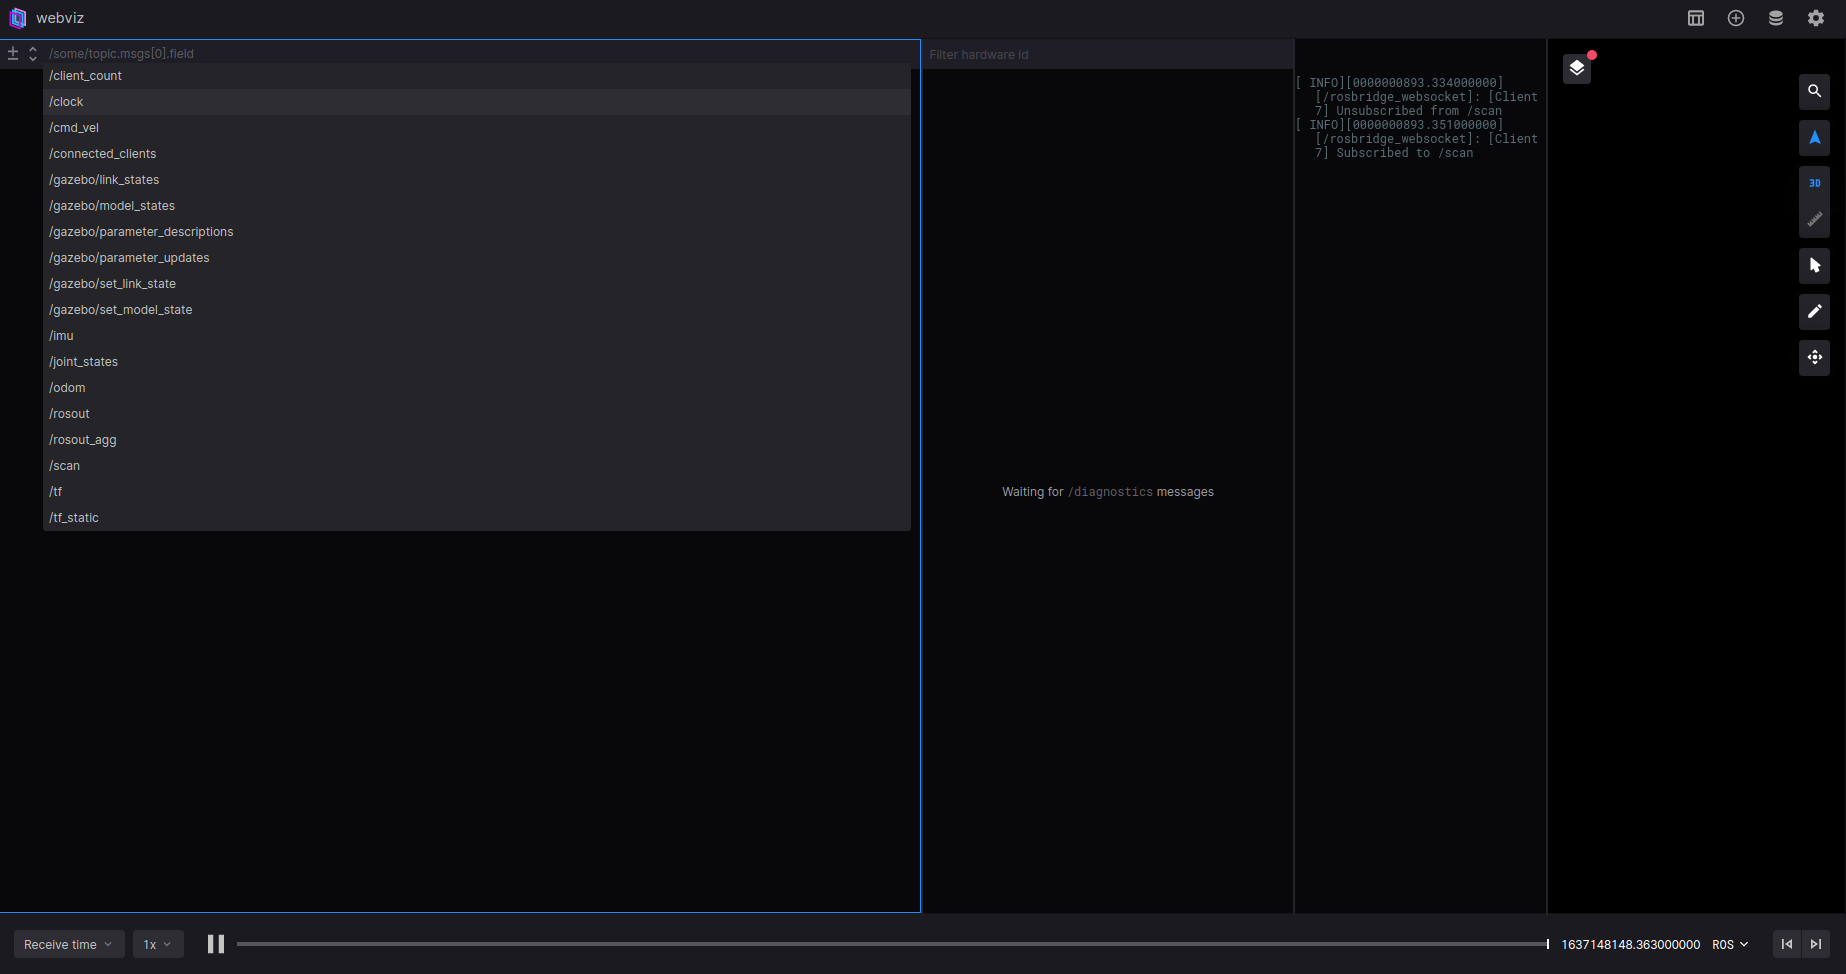 webviz
/some/topic.msgs[0].field
/client_count
/clock
/cmd_vel
/connected_clients
/gazebo/link_states
/gazebo/model_states
/gazebo/parameter_descriptions
/gazebo/parameter_updates
/gazebo/set_link_state
/gazebo/set_model_state
/imu
/joint_states
/odom
/rosout
/rosout_agg
/scan
/tf
/tf_static
Filter hardware id
Waiting for /diagnostics messages
[ INFO][0000000893.334000000]
[/rosbridge_websocket]: [Client
7] Unsubscribed from /scan
[ INFO][0000000893.351000000]
[/rosbridge_websocket]: [Client
7] Subscribed to /scan
3D
Receive time
1x
1637148148.363000000
ROS